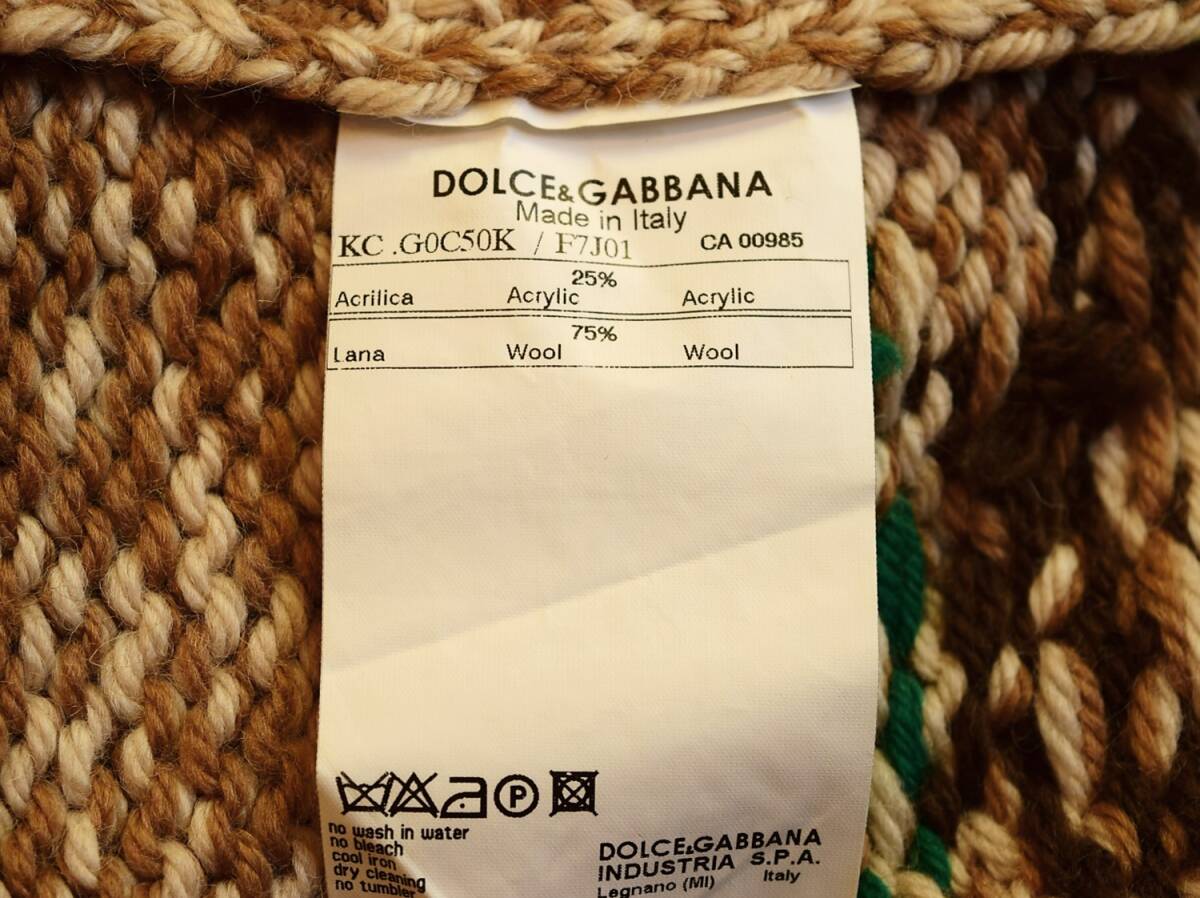 DOLCE&GABBANA
Made in Italy
KC .G0C50K / F7J01 CA 00985
25%
Acrilica Acrylic Acrylic
75%
Lana Wool Wool
P
no wash in water
no bleach
cool iron
dry cleaning
no tumbler
DOLCE&GABBANA
INDUSTRIA S.P.A.
Legnano (MI) Italy